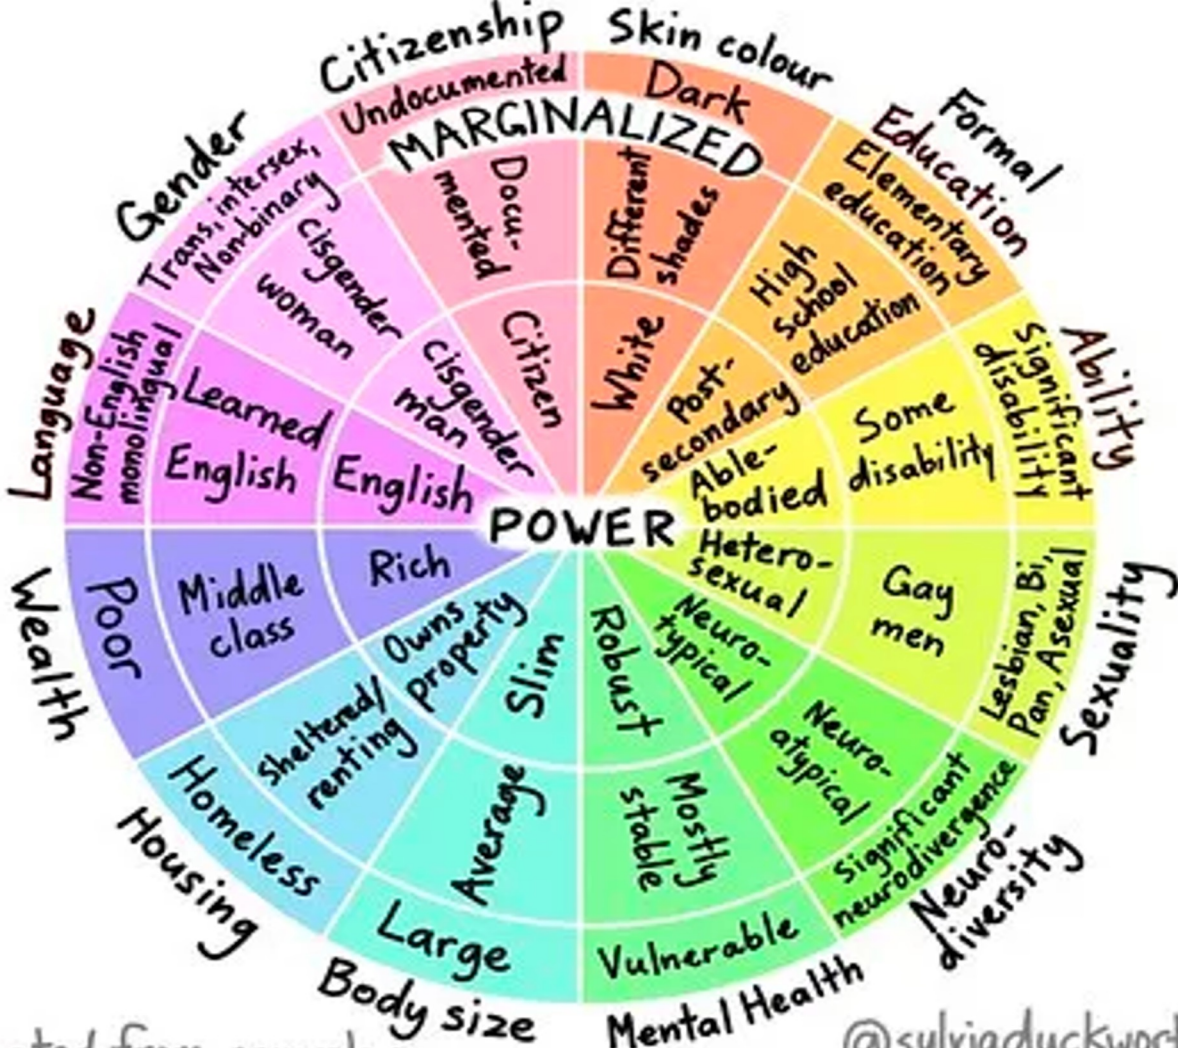 Citizenship
Undocumented
Docu-
mented
Citizen
Skin colour
Dark
Different
shades
White
Formal
Education
Elementary
education
High
School
education
Post-
secondary
Ability
Significant
disability
Some
disability
Able-
bodied
Sexuality
Lesbian, Bi,
Pan, Asexual
Gay
men
Hetero-
sexual
Neuro-
diversity
Significant
neurodivergence
Neuro-
atypical
Neuro-
typical
Mental Health
Vulnerable
Mostly
stable
Robust
Body size
Large
Average
Slim
Housing
Homeless
Sheltered/
renting
Owns
property
Wealth
Poor
Middle
class
Rich
Language
Non-English
monolingual
Learned
English
English
Gender
Trans, intersex,
Non-binary
cisgender
woman
cisgender
man
MARGINALIZED
POWER
@sylviaduckwort